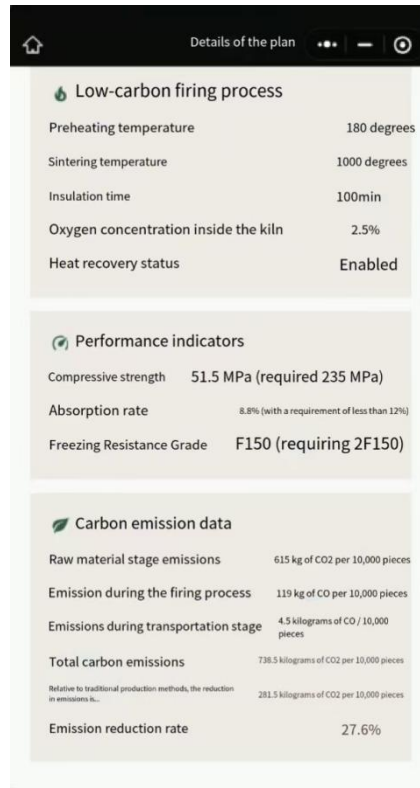 Details of the plan
Low-carbon firing process
Preheating temperature 180 degrees
Sintering temperature 1000 degrees
Insulation time 100min
Oxygen concentration inside the kiln 2.5%
Heat recovery status Enabled
Performance indicators
Compressive strength 51.5 MPa (required 235 MPa)
Absorption rate 8.8% (with a requirement of less than 12%)
Freezing Resistance Grade F150 (requiring 2F150)
Carbon emission data
Raw material stage emissions 615 kg of CO2 per 10,000 pieces
Emission during the firing process 119 kg of CO per 10,000 pieces
Emissions during transportation stage 4.5 kilograms of CO / 10,000
pieces
Total carbon emissions 738.5 kilograms of CO2 per 10,000 pieces
Relative to traditional production methods, the reduction
in emissions is... 281.5 kilograms of CO2 per 10,000 pieces
Emission reduction rate 27.6%